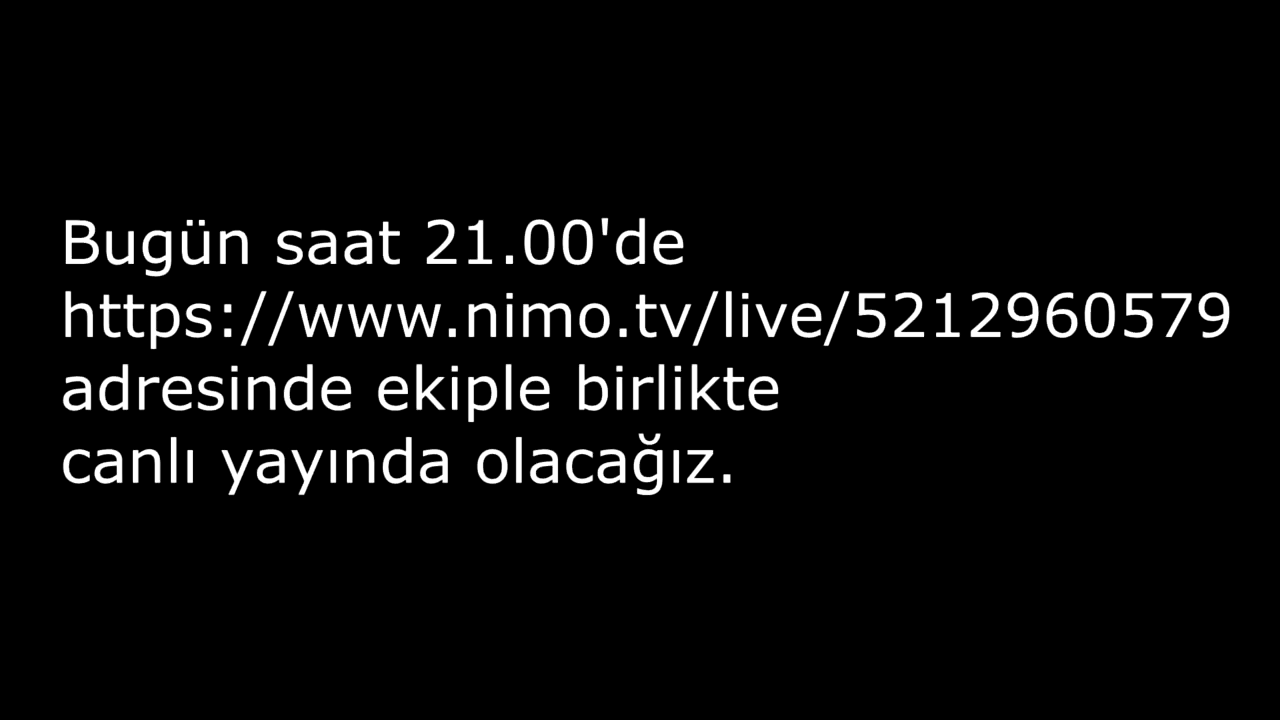 Bugün saat 21.00'de
https://www.nimo.tv/live/5212960579
adresinde ekiple birlikte
canlı yayında olacağız.